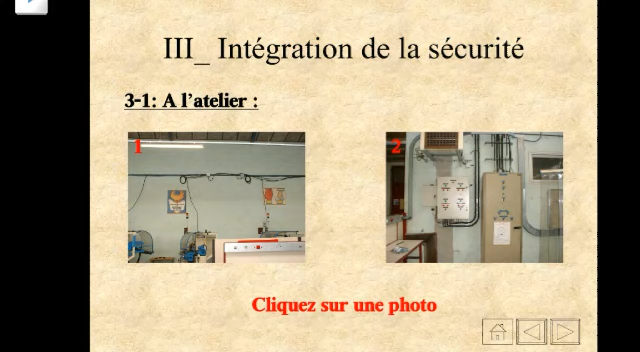 III_ Intégration de la sécurité
3-1: A l’atelier :
1
2
Cliquez sur une photo